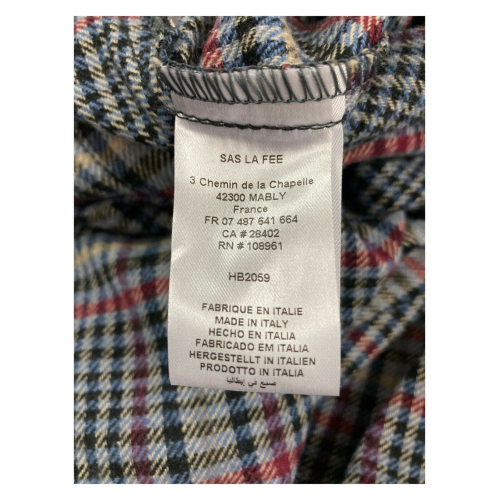 SAS LA FEE
3 Chemin de la Chapelle
42300 MABLY
France
FR 07 487 641 664
CA # 28402
RN # 108961
HB2059
FABRIQUE EN ITALIE
MADE IN ITALY
HECHO EN ITALIA
FABRICADO EM ITALIA
HERGESTELLT IN ITALIEN
PRODOTTO IN ITALIA
صنع في إيطاليا